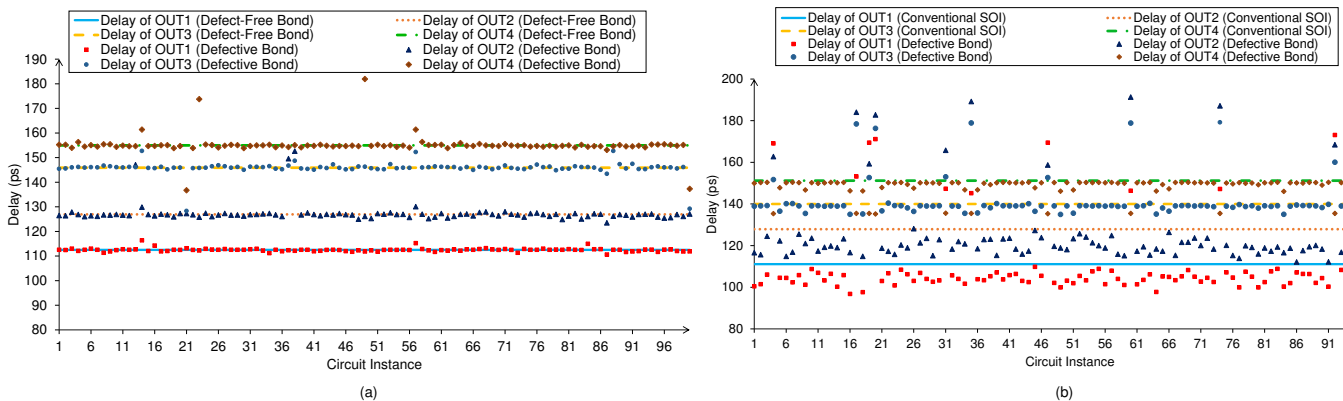 Delay of OUT1 (Defect-Free Bond) Delay of OUT2 (Defect-Free Bond)
Delay of OUT3 (Defect-Free Bond) Delay of OUT4 (Defect-Free Bond)
Delay of OUT1 (Defective Bond) Delay of OUT2 (Defective Bond)
Delay of OUT3 (Defective Bond) Delay of OUT4 (Defective Bond)
190
180
170
160
150
140
130
120
110
100
90
80
Delay (ps)
1 6 11 16 21 26 31 36 41 46 51 56 61 66 71 76 81 86 91 96
Circuit Instance
(a)
Delay of OUT1 (Conventional SOI) Delay of OUT2 (Conventional SOI)
Delay of OUT3 (Conventional SOI) Delay of OUT4 (Conventional SOI)
Delay of OUT1 (Defective Bond) Delay of OUT2 (Defective Bond)
Delay of OUT3 (Defective Bond) Delay of OUT4 (Defective Bond)
200
180
160
140
120
100
80
Delay (ps)
1 6 11 16 21 26 31 36 41 46 51 56 61 66 71 76 81 86 91
Circuit Instance
(b)